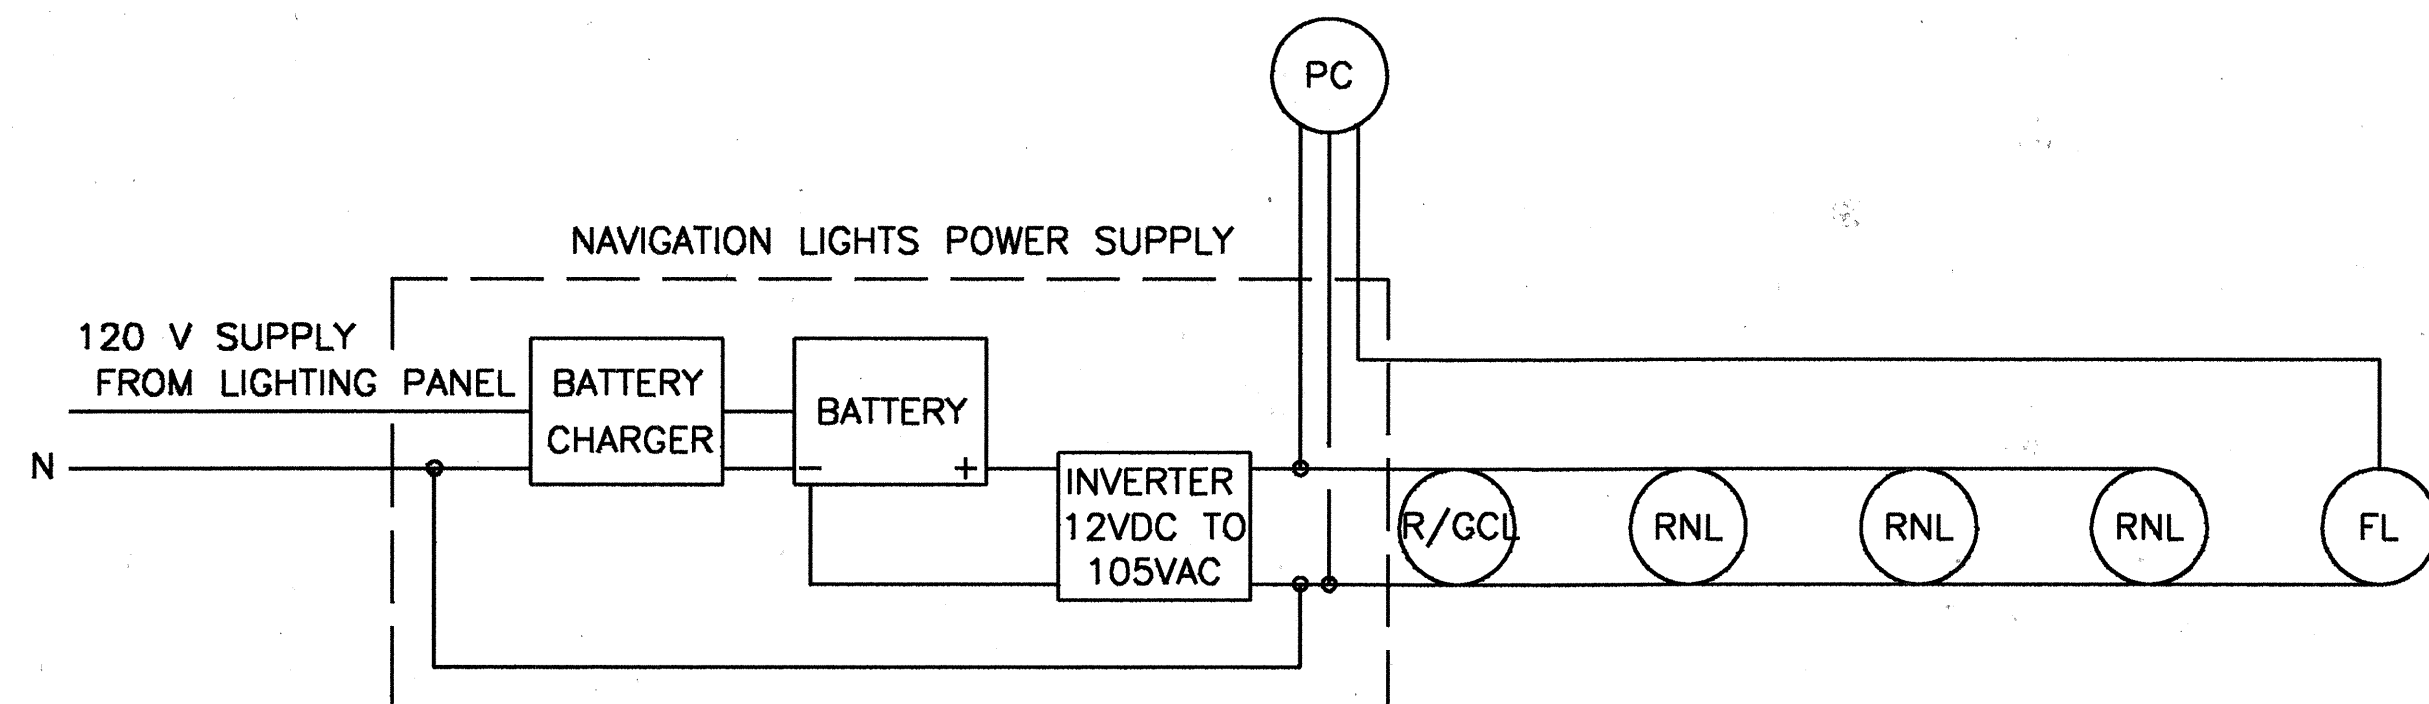 PC
NAVIGATION LIGHTS POWER SUPPLY
120 V SUPPLY
FROM LIGHTING PANEL
BATTERY
CHARGER
BATTERY
- +
N
INVERTER
12VDC TO
105VAC
R/GCL
RNL
RNL
RNL
FL